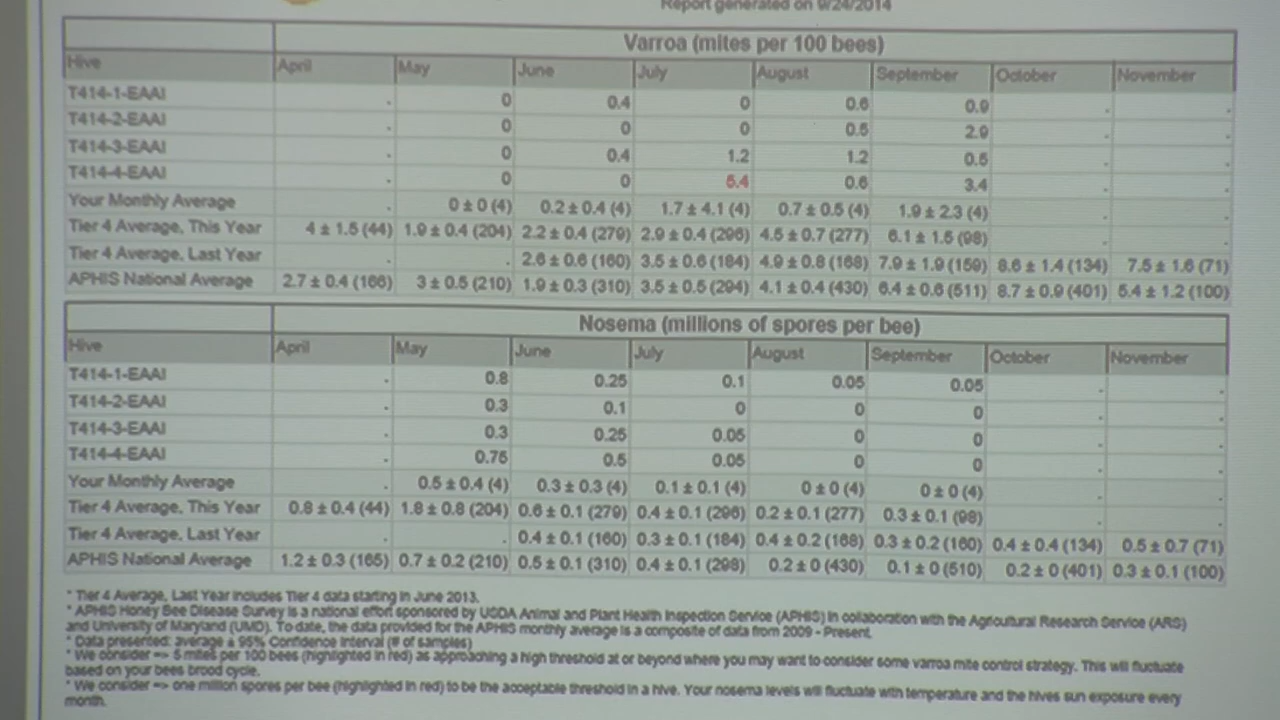 Report generated on 9/24/2014
Varroa (mites per 100 bees)
Hive April May June July August September October November
T414-1-EAAI . 0 0.4 0 0.6 0.9 . .
T414-2-EAAI . 0 0 0 0.5 2.9 . .
T414-3-EAAI . 0 0.4 1.2 1.2 0.5 . .
T414-4-EAAI . 0 0 5.4 0.6 3.4 . .
Your Monthly Average . 0 ± 0 (4) 0.2 ± 0.4 (4) 1.7 ± 4.1 (4) 0.7 ± 0.5 (4) 1.9 ± 2.3 (4) . .
Tier 4 Average, This Year 4 ± 1.5 (44) 1.9 ± 0.4 (204) 2.2 ± 0.4 (279) 2.9 ± 0.4 (296) 4.5 ± 0.7 (277) 6.1 ± 1.5 (98) . .
Tier 4 Average, Last Year . . 2.6 ± 0.6 (160) 3.5 ± 0.6 (184) 4.9 ± 0.8 (168) 7.9 ± 1.9 (159) 8.6 ± 1.4 (134) 7.5 ± 1.6 (71)
APHIS National Average 2.7 ± 0.4 (166) 3 ± 0.5 (210) 1.9 ± 0.3 (310) 3.5 ± 0.5 (294) 4.1 ± 0.4 (430) 6.4 ± 0.6 (511) 8.7 ± 0.9 (401) 5.4 ± 1.2 (100)
Nosema (millions of spores per bee)
Hive April May June July August September October November
T414-1-EAAI . 0.8 0.25 0.1 0.05 0.05 . .
T414-2-EAAI . 0.3 0.1 0 0 0 . .
T414-3-EAAI . 0.3 0.25 0.05 0 0 . .
T414-4-EAAI . 0.75 0.5 0.05 0 0 . .
Your Monthly Average . 0.5 ± 0.4 (4) 0.3 ± 0.3 (4) 0.1 ± 0.1 (4) 0 ± 0 (4) 0 ± 0 (4) . .
Tier 4 Average, This Year 0.8 ± 0.4 (44) 1.8 ± 0.8 (204) 0.6 ± 0.1 (279) 0.4 ± 0.1 (296) 0.2 ± 0.1 (277) 0.3 ± 0.1 (98) . .
Tier 4 Average, Last Year . . 0.4 ± 0.1 (160) 0.3 ± 0.1 (184) 0.4 ± 0.2 (168) 0.3 ± 0.2 (160) 0.4 ± 0.4 (134) 0.5 ± 0.7 (71)
APHIS National Average 1.2 ± 0.3 (165) 0.7 ± 0.2 (210) 0.5 ± 0.1 (310) 0.4 ± 0.1 (298) 0.2 ± 0 (430) 0.1 ± 0 (510) 0.2 ± 0 (401) 0.3 ± 0.1 (100)
* Tier 4 Average, Last Year includes Tier 4 data starting in June 2013.
* APHIS Honey Bee Disease Survey is a national effort sponsored by USDA Animal and Plant Health Inspection Service (APHIS) in collaboration with the Agricultural Research Service (ARS)
and University of Maryland (UMD). To date, the data provided for the APHIS monthly average is a composite of data from 2009 - Present.
* Data presented: average ± 95% Confidence Interval (# of samples)
* We consider => 5 mites per 100 bees (highlighted in red) as approaching a high threshold at or beyond where you may want to consider some varroa mite control strategy. This will fluctuate
based on your bees brood cycle.
* We consider => one million spores per bee (highlighted in red) to be the acceptable threshold in a hive. Your nosema levels will fluctuate with temperature and the hives sun exposure every
month.